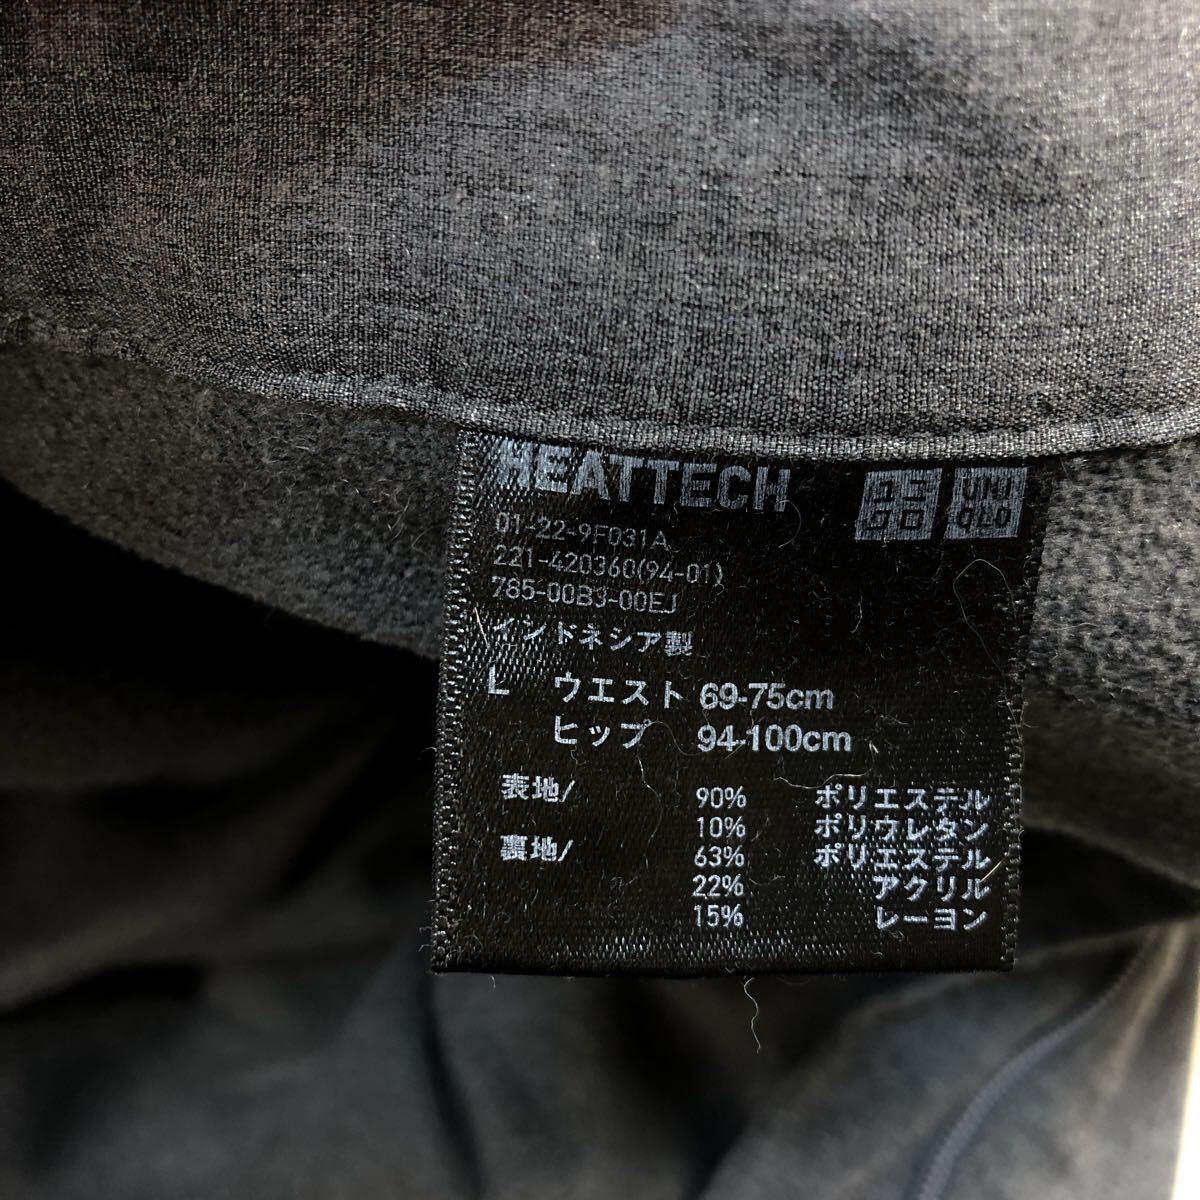 HEATTECH
ユニ クロ
UNI QLO
01-22-9F031A
221-420360(94-01)
785-00B3-00EJ
インドネシア製
L ウエスト 69-75cm
ヒップ 94-100cm
表地/ 90% ポリエステル
10% ポリウレタン
裏地/ 63% ポリエステル
22% アクリル
15% レーヨン